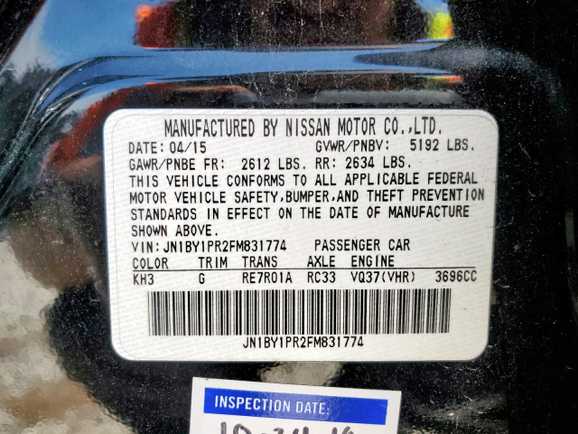 MANUFACTURED BY NISSAN MOTOR CO.,LTD.
DATE: 04/15 GVWR/PNBV: 5192 LBS.
GAWR/PNBE FR: 2612 LBS. RR: 2634 LBS.
THIS VEHICLE CONFORMS TO ALL APPLICABLE FEDERAL
MOTOR VEHICLE SAFETY,BUMPER,AND THEFT PREVENTION
STANDARDS IN EFFECT ON THE DATE OF MANUFACTURE
SHOWN ABOVE.
VIN: JN1BY1PR2FM831774 PASSENGER CAR
COLOR TRIM TRANS AXLE ENGINE
KH3 G RE7R01A RC33 VQ37(VHR) 3696CC
JN1BY1PR2FM831774
INSPECTION DATE: